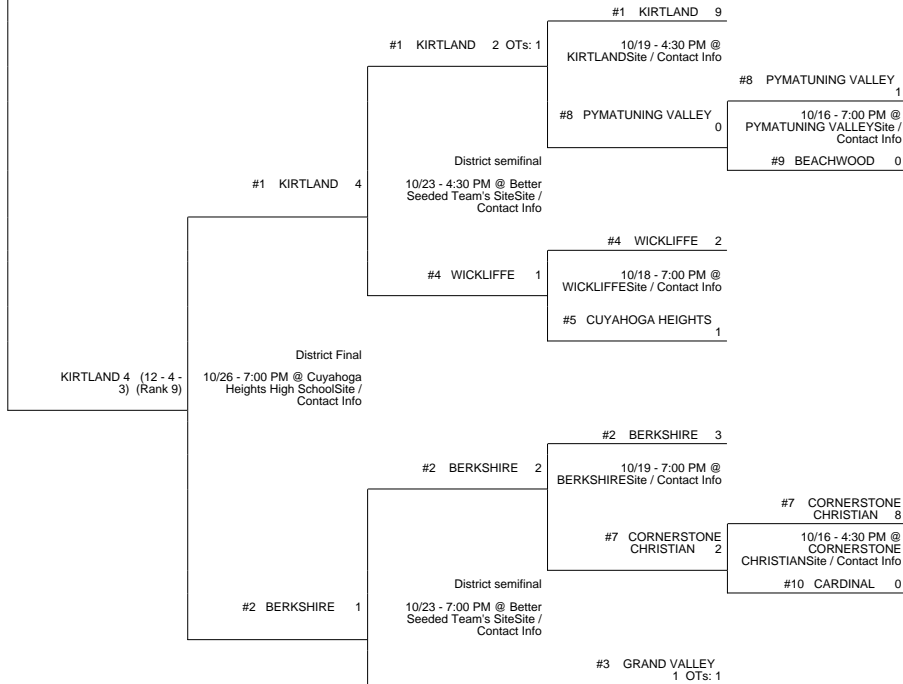 #1 KIRTLAND 9
#1 KIRTLAND 2 OTs: 1
10/19 - 4:30 PM @
KIRTLANDSite / Contact Info
#8 PYMATUNING VALLEY
1
#8 PYMATUNING VALLEY
0
10/16 - 7:00 PM @
PYMATUNING VALLEYSite /
Contact Info
#9 BEACHWOOD 0
District semifinal
#1 KIRTLAND 4
10/23 - 4:30 PM @ Better
Seeded Team's SiteSite /
Contact Info
#4 WICKLIFFE 2
#4 WICKLIFFE 1
10/18 - 7:00 PM @
WICKLIFFESite / Contact Info
#5 CUYAHOGA HEIGHTS
1
District Final
KIRTLAND 4 (12 - 4 -
3) (Rank 9)
10/26 - 7:00 PM @ Cuyahoga
Heights High SchoolSite /
Contact Info
#2 BERKSHIRE 3
#2 BERKSHIRE 2
10/19 - 7:00 PM @
BERKSHIRESite / Contact Info
#7 CORNERSTONE
CHRISTIAN 8
#7 CORNERSTONE
CHRISTIAN 2
10/16 - 4:30 PM @
CORNERSTONE
CHRISTIANSite / Contact Info
#10 CARDINAL 0
District semifinal
#2 BERKSHIRE 1
10/23 - 7:00 PM @ Better
Seeded Team's SiteSite /
Contact Info
#3 GRAND VALLEY
1 OTs: 1